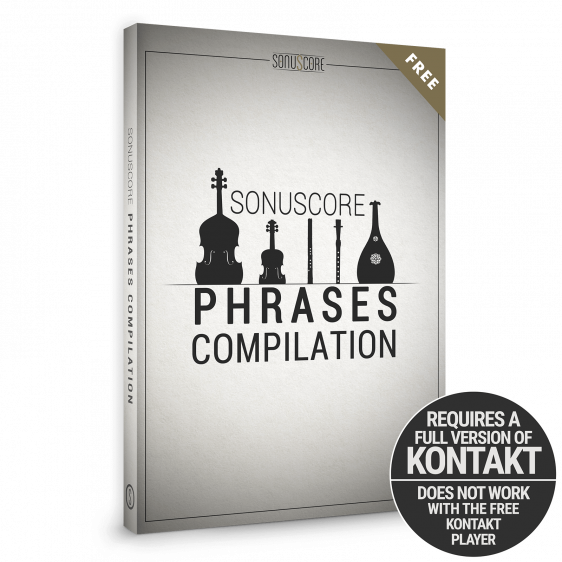 SONUSCORE
FREE
SONUSCORE
PHRASES
COMPILATION
SONUSCORE PHRASES COMPILATION
REQUIRES A
FULL VERSION OF
KONTAKT
DOES NOT WORK
WITH THE FREE
KONTAKT
PLAYER